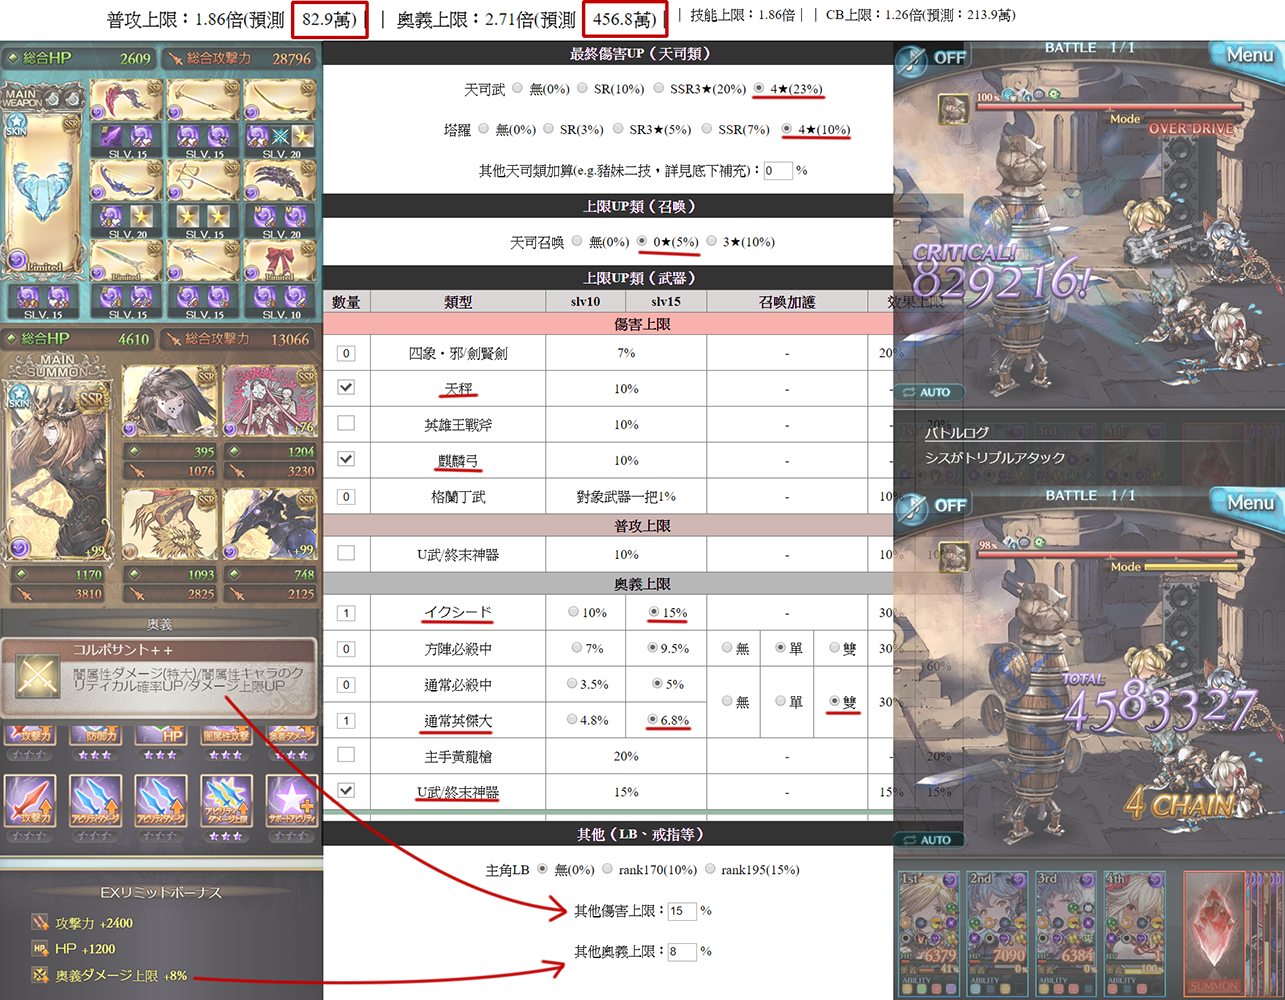 普攻上限：1.86倍(預測 82.9萬) | | 奧義上限：2.71倍(預測 456.8萬) | | 技能上限：1.86倍 | | CB上限：1.26倍(預測：213.9萬)
総合HP 2609 総合攻撃力 28796
MAIN WEAPON
SKIN
SSR
SLV. 15
SLV. 15
SLV. 20
SLV. 20
SLV. 15
SLV. 20
Limited
Limited
Limited
SLV. 15
SLV. 15
SLV. 15
SLV. 10
総合HP 4610 総合攻撃力 13066
MAIN SUMMON
SKIN
SSR
+76
395
1204
1076
3230
+99
+99
1170
1093
748
3810
2825
2125
奥義
コルポサント＋＋
闇属性ダメージ(特大)/闇属性キャラのク
リティカル確率UP/ダメージ上限UP
攻撃力
防御力
HP
闇属性攻撃
攻撃力
アビリティダメージ
アビリティダメージ
アビリティダメージ上限
サポートアビリティ
EXリミットボーナス
攻撃力 +2400
HP +1200
奥義ダメージ上限 +8%
最終傷害UP（天司類）
天司武 無(0%) SR(10%) SSR3★(20%) 4★(23%)
塔羅 無(0%) SR(3%) SR3★(5%) SSR(7%) 4★(10%)
其他天司類加算(e.g.豬妹二技，詳見底下補充)：0 %
上限UP類（召喚）
天司召喚 無(0%) 0★(5%) 3★(10%)
上限UP類（武器）
數量 類型 slv10 slv15 召喚加護 效果上限
傷害上限
0 四象・邪/劍賢劍 7% - 20%
天秤 10% -
英雄王戰斧 10% - 20%
麒麟弓 10% -
0 格蘭丁武 對象武器一把1% - 10%
普攻上限
U武/終末神器 10% - 10% 10%
奧義上限
1 イクシード 10% 15% - 30%
0 方陣必殺中 7% 9.5% 無 單 雙 30%
60%
0 通常必殺中 3.5% 5% 無 單 雙 30%
1 通常英傑大 4.8% 6.8%
主手黃龍槍 20% - 20%
U武/終末神器 15% - 15% 15%
其他（LB、戒指等）
主角LB 無(0%) rank170(10%) rank195(15%)
其他傷害上限：15 %
其他奧義上限：8 %
OFF
BATTLE 1/1
Menu
100%
Mode
OVER DRIVE
CRITICAL!
829216!
AUTO
バトルログ
シスがトリプルアタック
OFF
BATTLE 1/1
Menu
98%
Mode
TOTAL
4583327
4 CHAIN
AUTO
1st 2nd 3rd 4th
6379 7090 6384
41% 0% 0% 100
ABILITY ABILITY ABILITY ABILITY
SUMMON